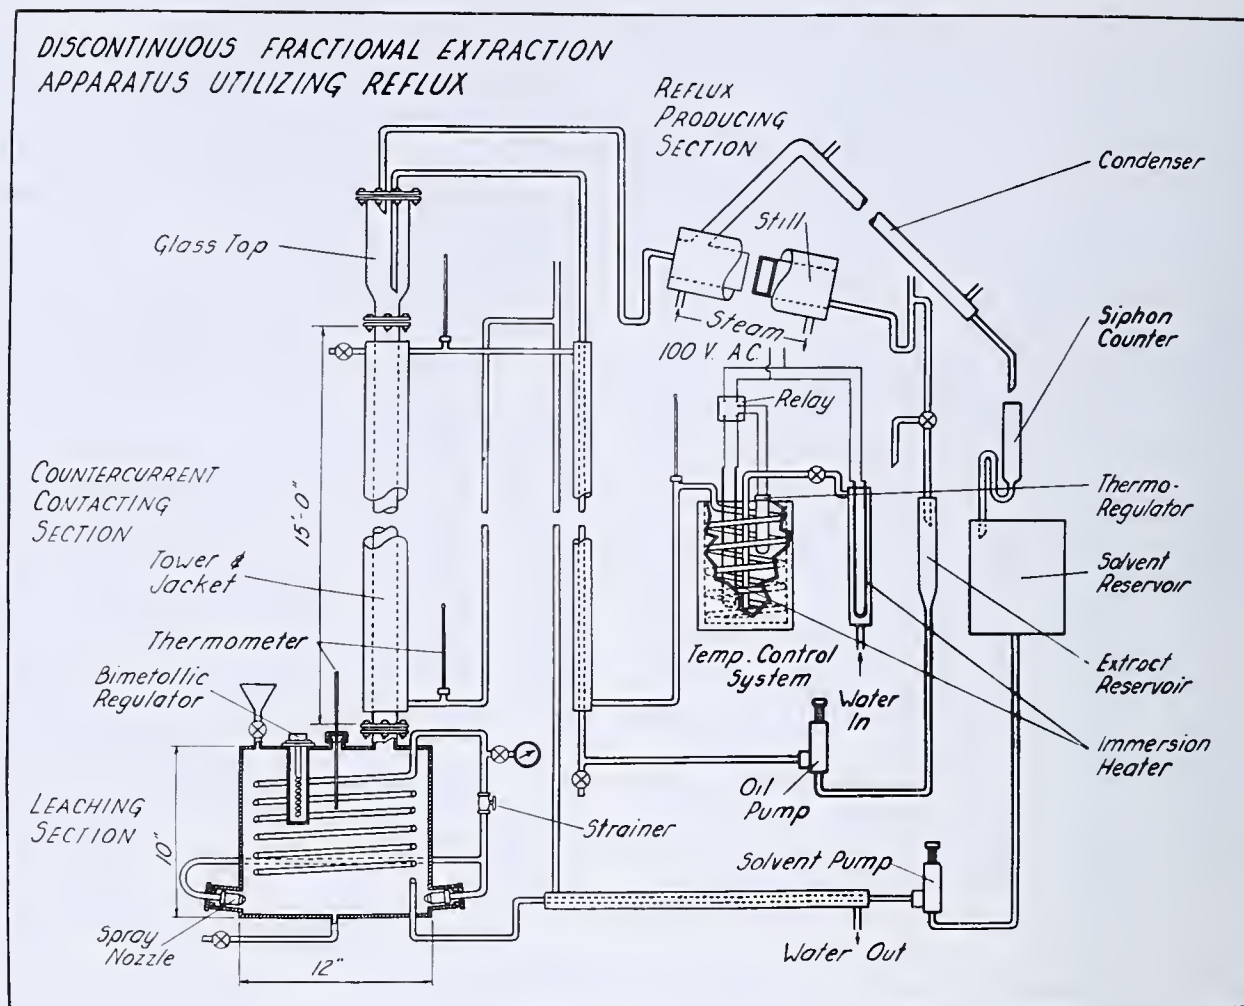 DISCONTINUOUS FRACTIONAL EXTRACTION
APPARATUS UTILIZING REFLUX
REFLUX
PRODUCING
SECTION
Condenser
Glass Top
Still
Steam
100 V. A.C.
Siphon
Counter
Relay
COUNTERCURRENT
CONTACTING
SECTION
15'-0"
Thermo-
Regulator
Tower &
Jacket
Solvent
Reservoir
Thermometer
Temp. Control
System
Extract
Reservoir
Bimetallic
Regulator
Water
In
Immersion
Heater
Oil
Pump
LEACHING
SECTION
10"
Strainer
Solvent Pump
Spray
Nozzle
12"
Water Out